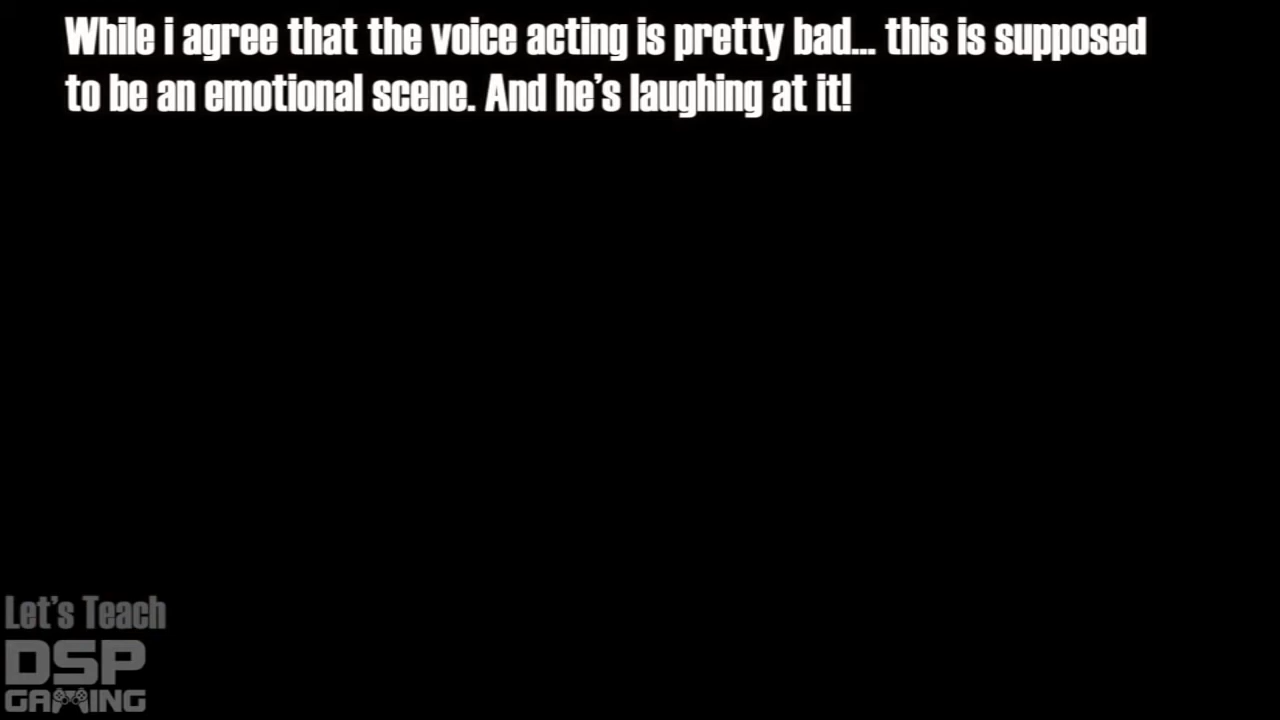 While i agree that the voice acting is pretty bad... this is supposed
to be an emotional scene. And he's laughing at it!
Let's Teach
DSP
GAMING